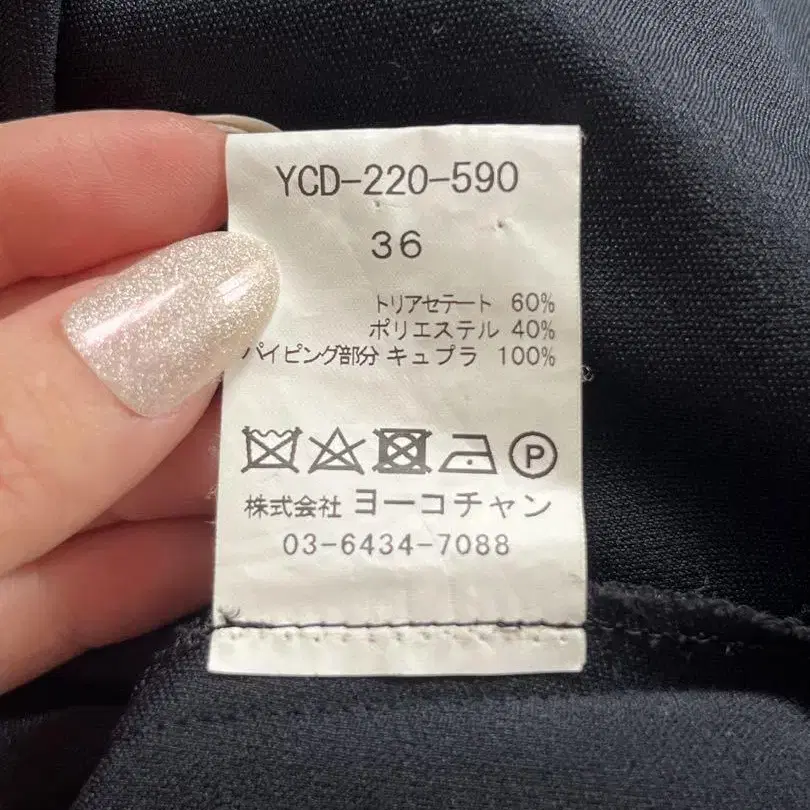 YCD-220-590
36
トリアセテート 60%
ポリエステル 40%
パイピング部分 キュプラ 100%
P
株式会社 ヨーコチャン
03-6434-7088